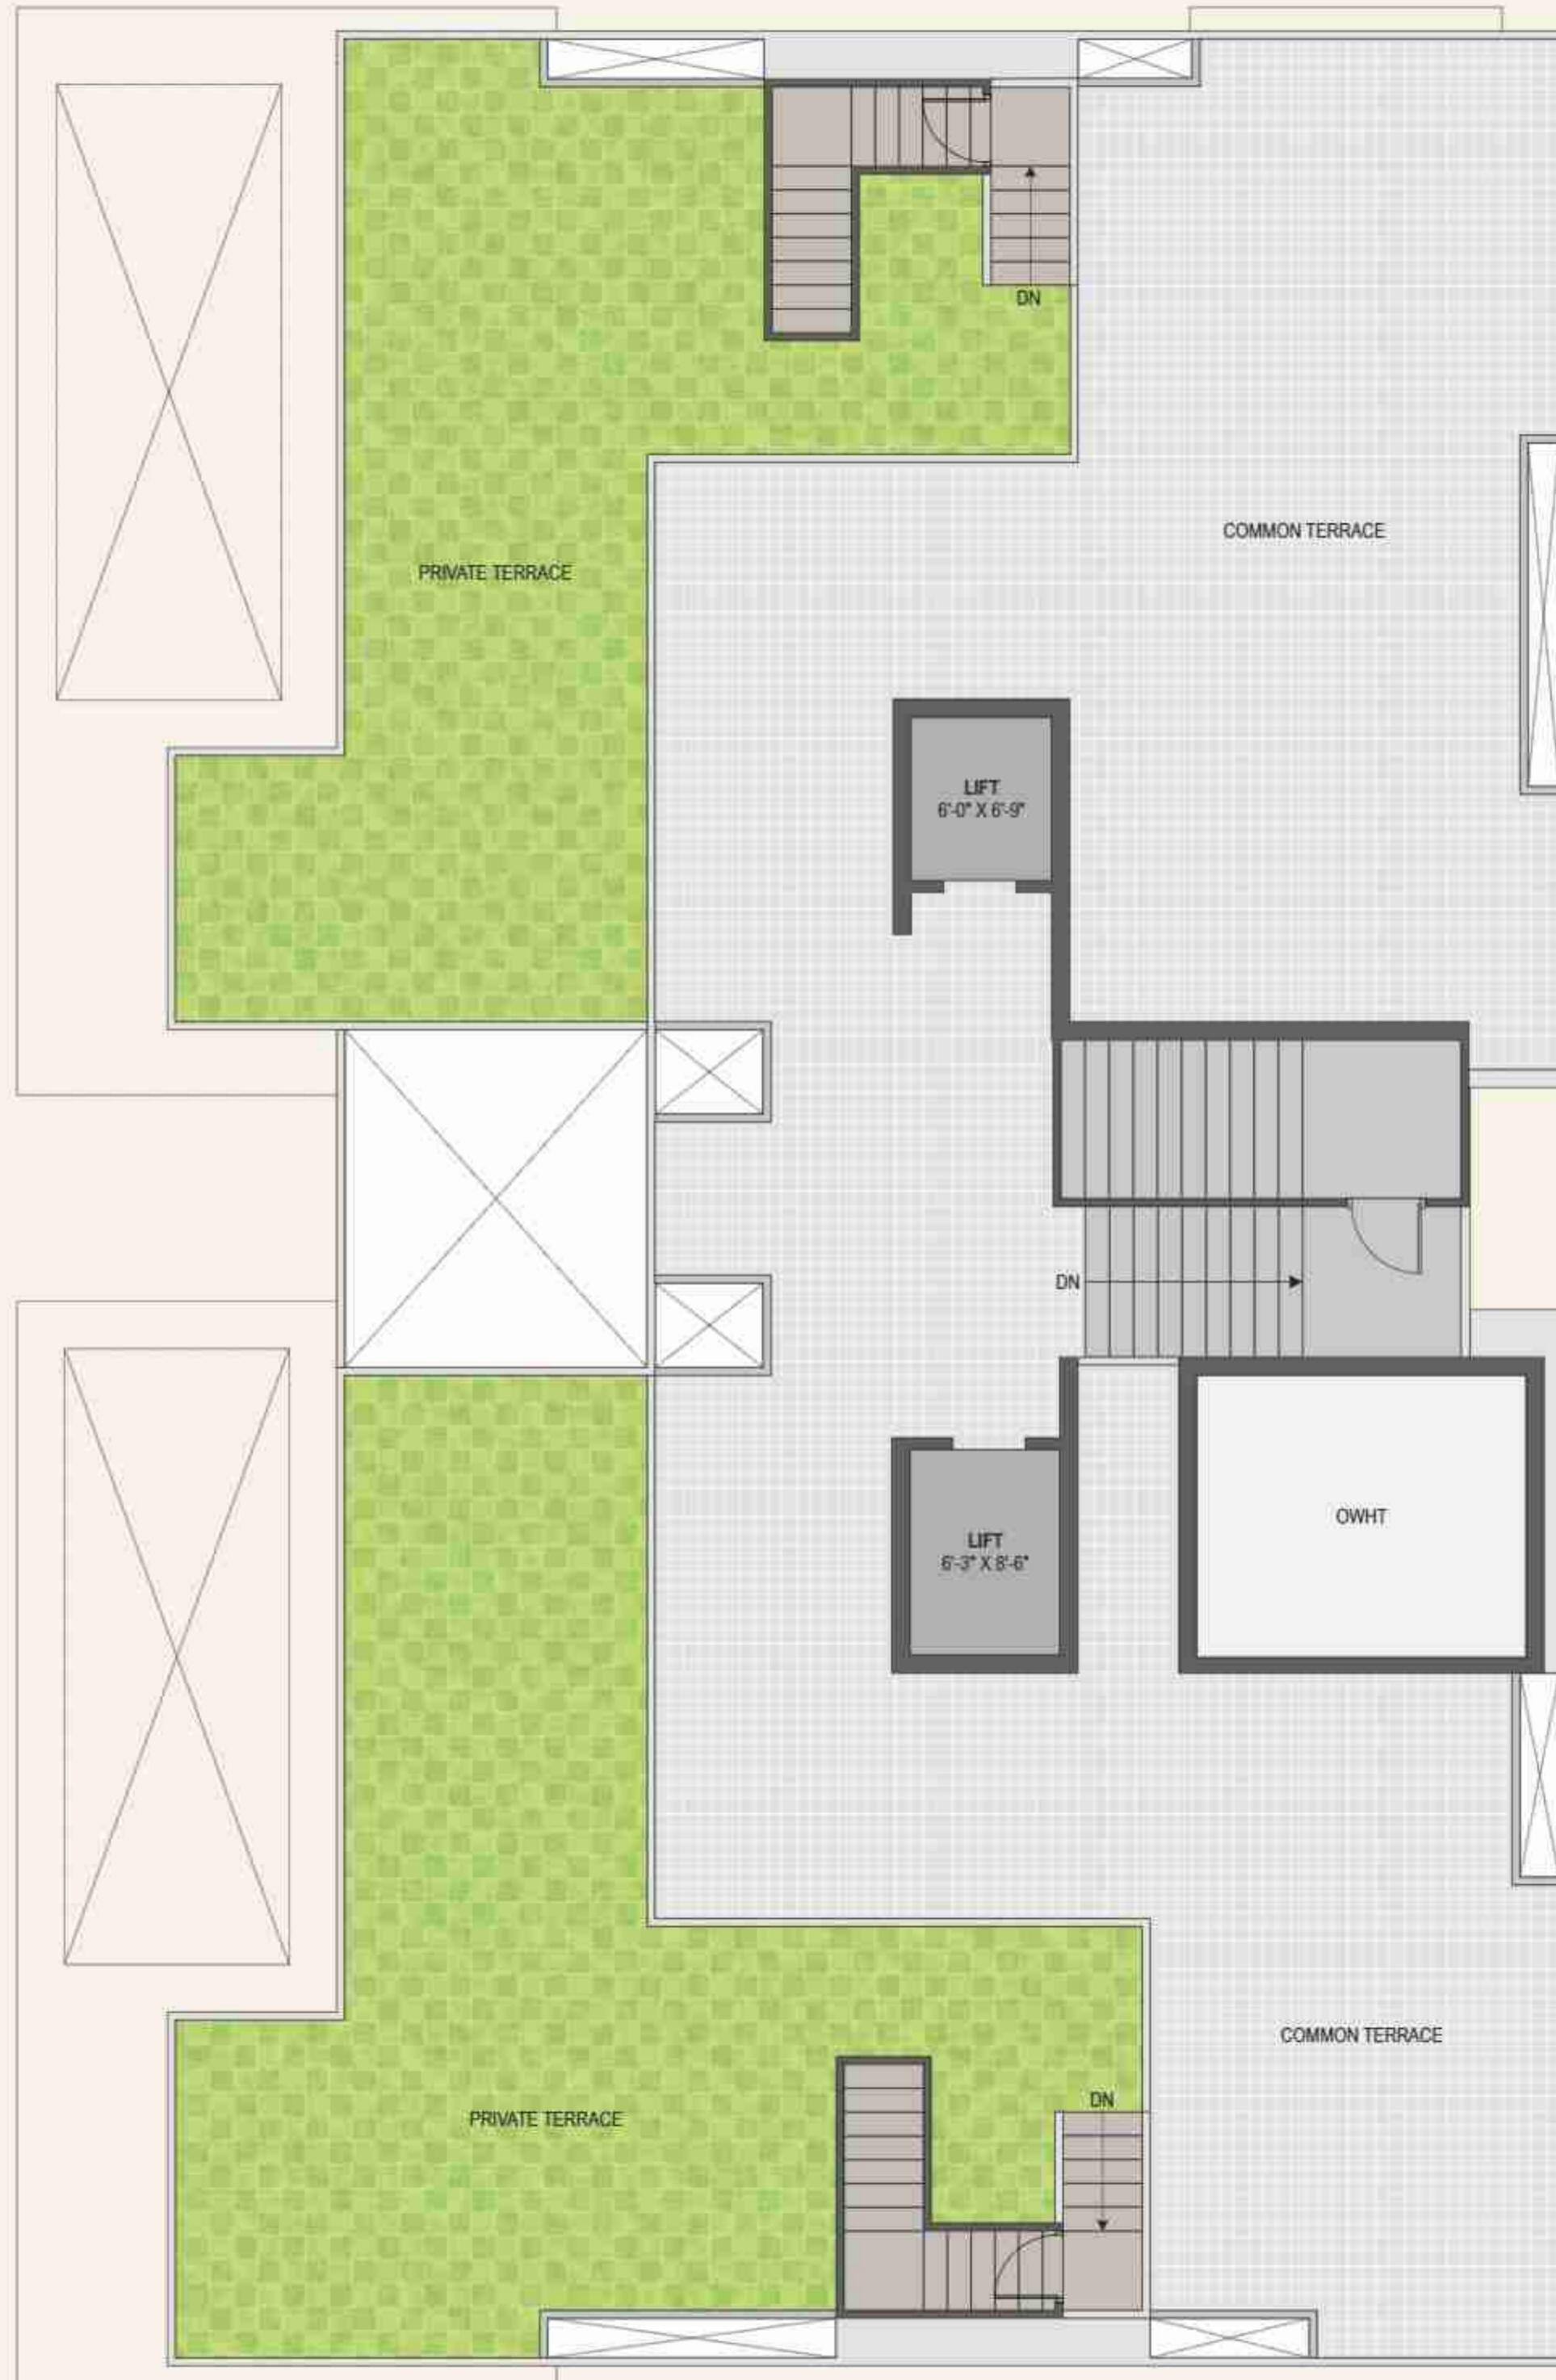 DN
COMMON TERRACE
PRIVATE TERRACE
LIFT
6'-0" X 6'-9"
DN
LIFT
6'-3" X 8'-6"
OWHT
COMMON TERRACE
DN
PRIVATE TERRACE